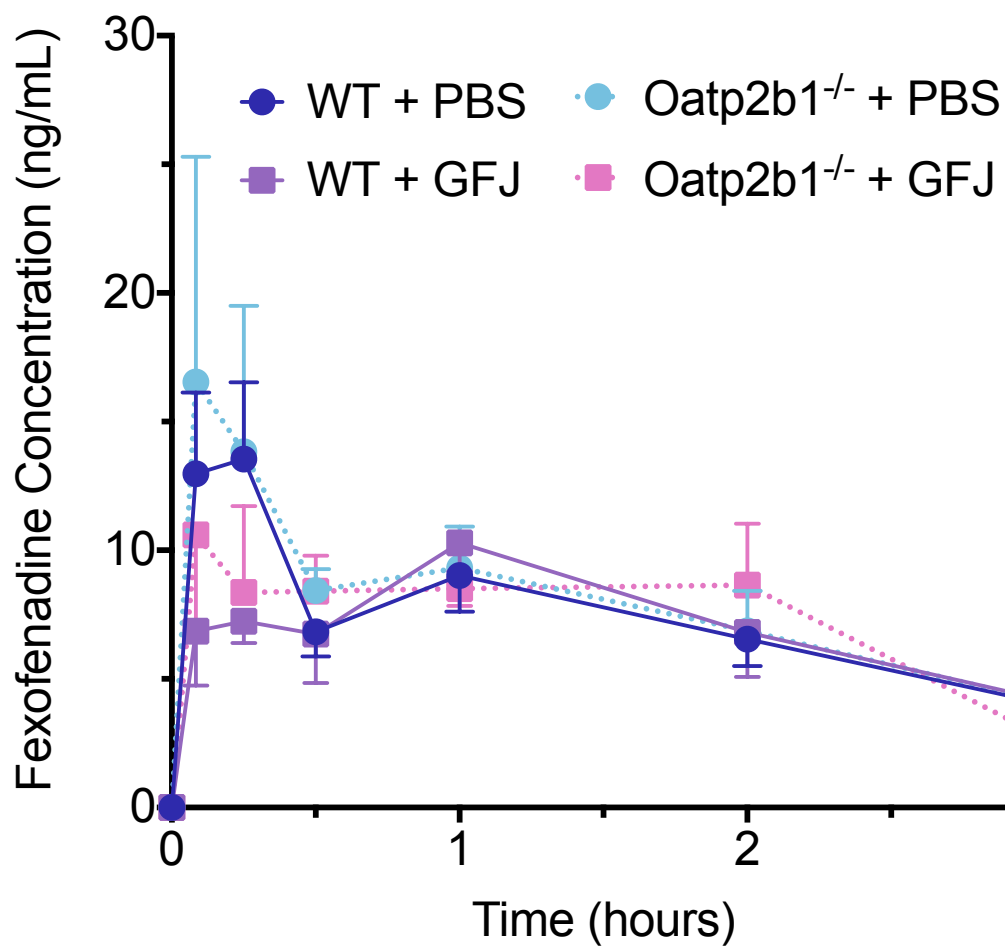 Fexofenadine Concentration (ng/mL)
30
20
10
0
WT + PBS
Oatp2b1-/- + PBS
WT + GFJ
Oatp2b1-/- + GFJ
0 1 2
Time (hours)